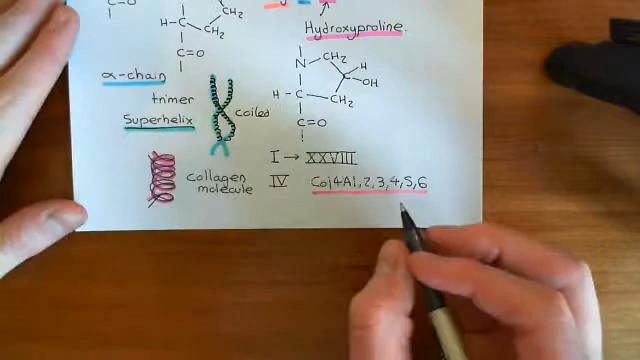 C=O
H-C
CH₂
CH₂
C=O
Hydroxyproline
N
CH₂
H
OH
H-C
CH₂
C=O
α-chain
trimer
Superhelix
coiled
I → XXVIII
collagen
molecule
IV
Col4A1,2,3,4,5,6